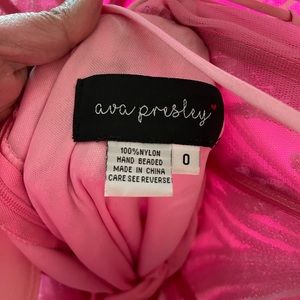 ava presley
100%NYLON
HAND BEADED
MADE IN CHINA
CARE SEE REVERSE
0